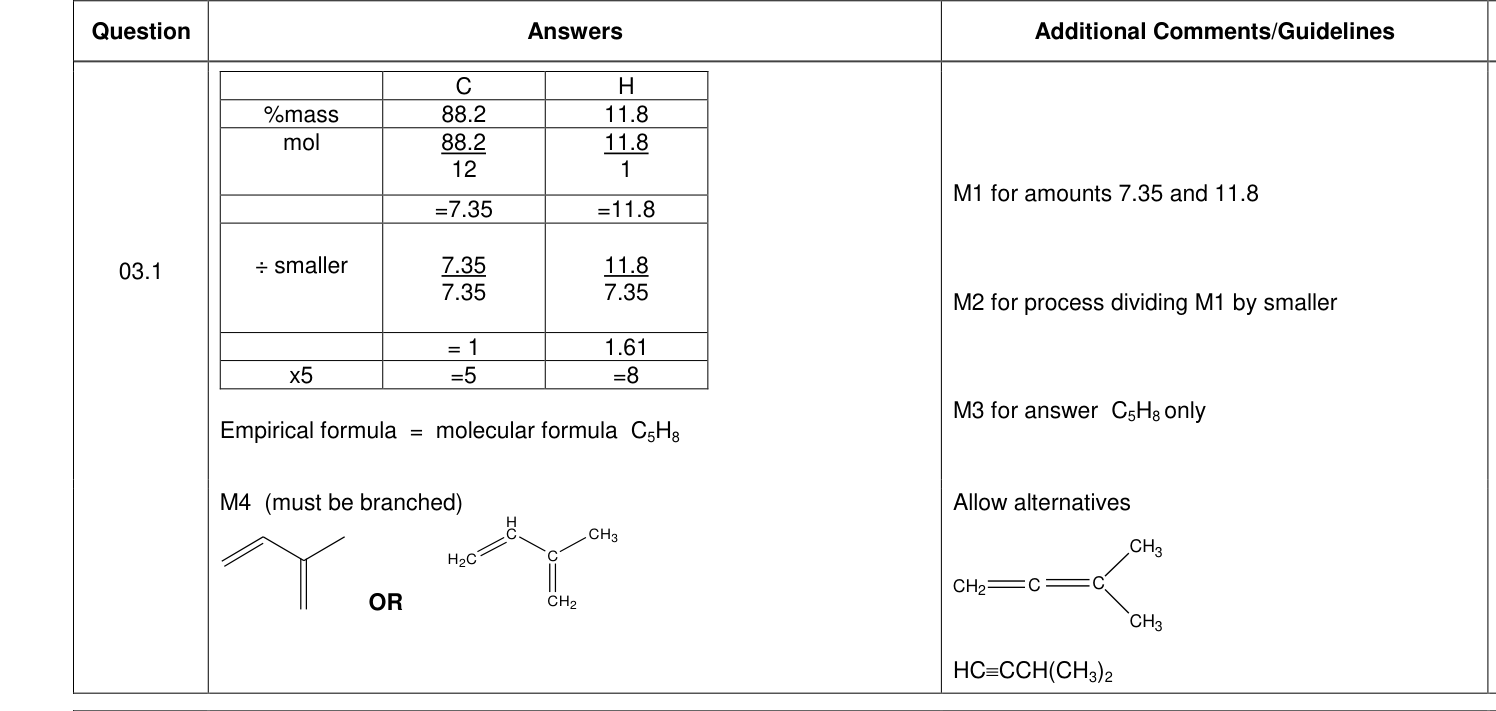 Question Answers Additional Comments/Guidelines
C H
%mass 88.2 11.8
mol 88.2 11.8
12 1
M1 for amounts 7.35 and 11.8
=7.35 =11.8
03.1
÷ smaller 7.35 11.8
7.35 7.35
M2 for process dividing M1 by smaller
= 1 1.61
x5 =5 =8
M3 for answer C₅H₈ only
Empirical formula = molecular formula C₅H₈
M4 (must be branched)
Allow alternatives
H
C CH₃
H₂C C
CH₂
OR
CH₃
CH₂ C C
CH₃
HC≡CCH(CH₃)₂